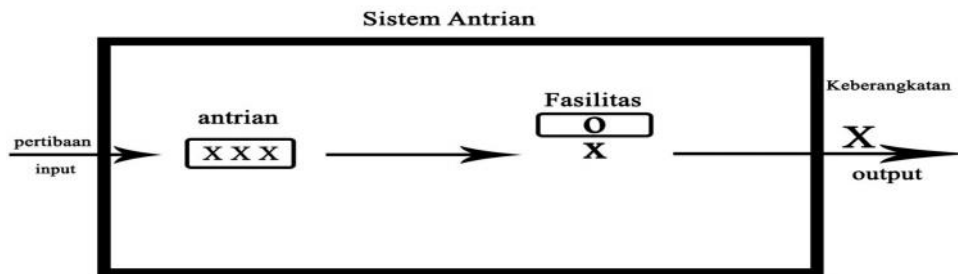 Sistem Antrian
pertibaan
input
antrian
X X X
Fasilitas
O
X
Keberangkatan
X
output